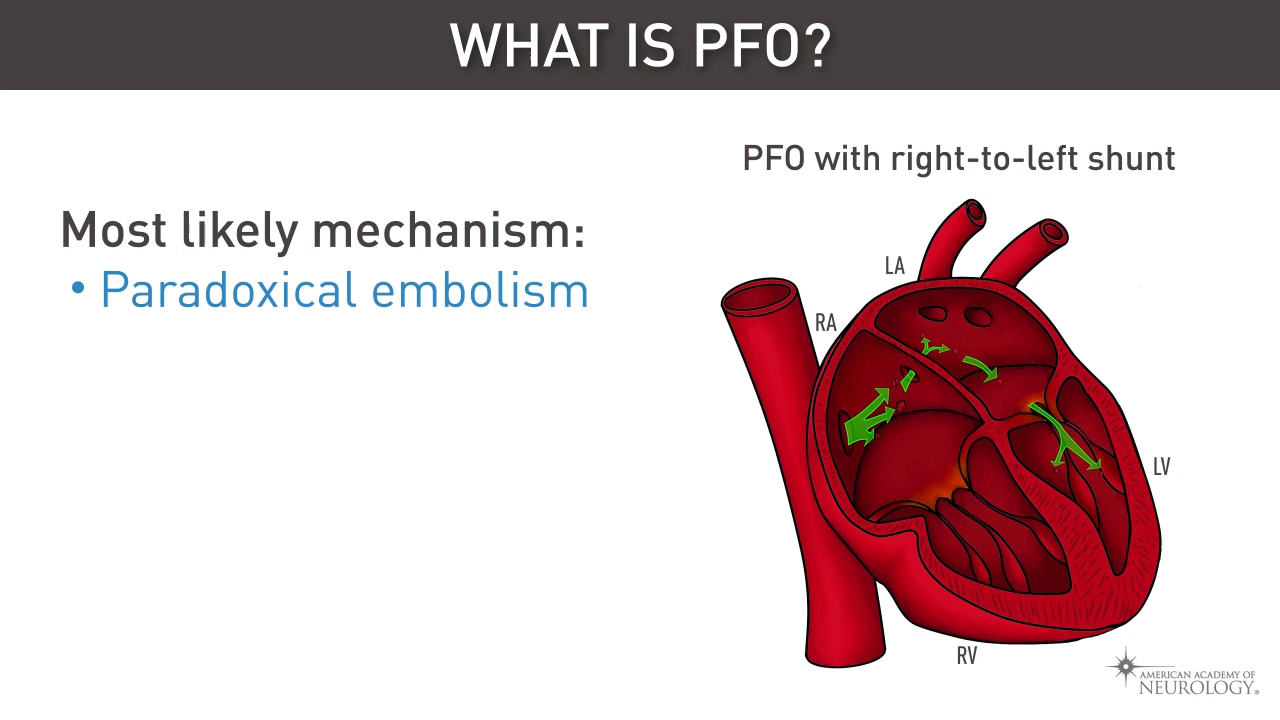 WHAT IS PFO?
Most likely mechanism:
• Paradoxical embolism
PFO with right-to-left shunt
LA
RA
LV
RV
AMERICAN ACADEMY OF
NEUROLOGY®